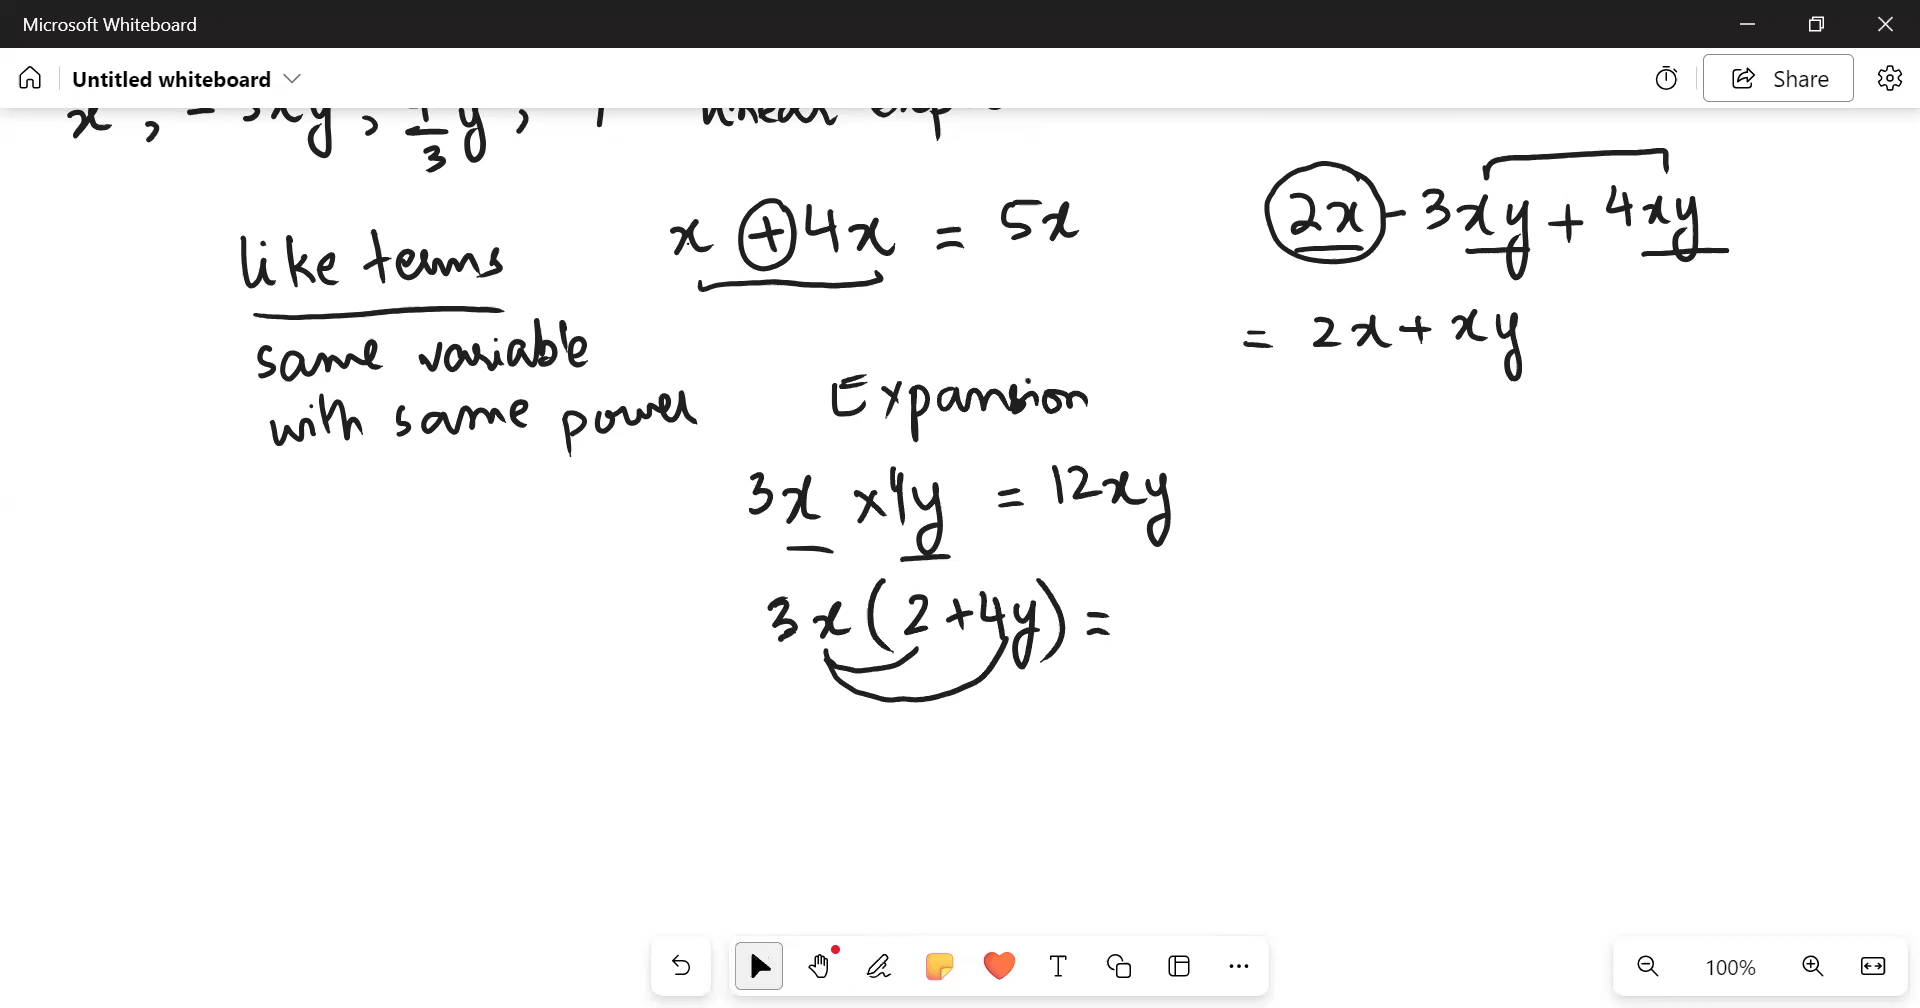 Microsoft Whiteboard
Untitled whiteboard
Share
x , - 3xy , 1/3 y ,
linear
like terms
same variable
with same power
x + 4x = 5x
2x - 3xy + 4xy
= 2x + xy
Expansion
3x × 4y = 12xy
3x ( 2 + 4y ) =
100%